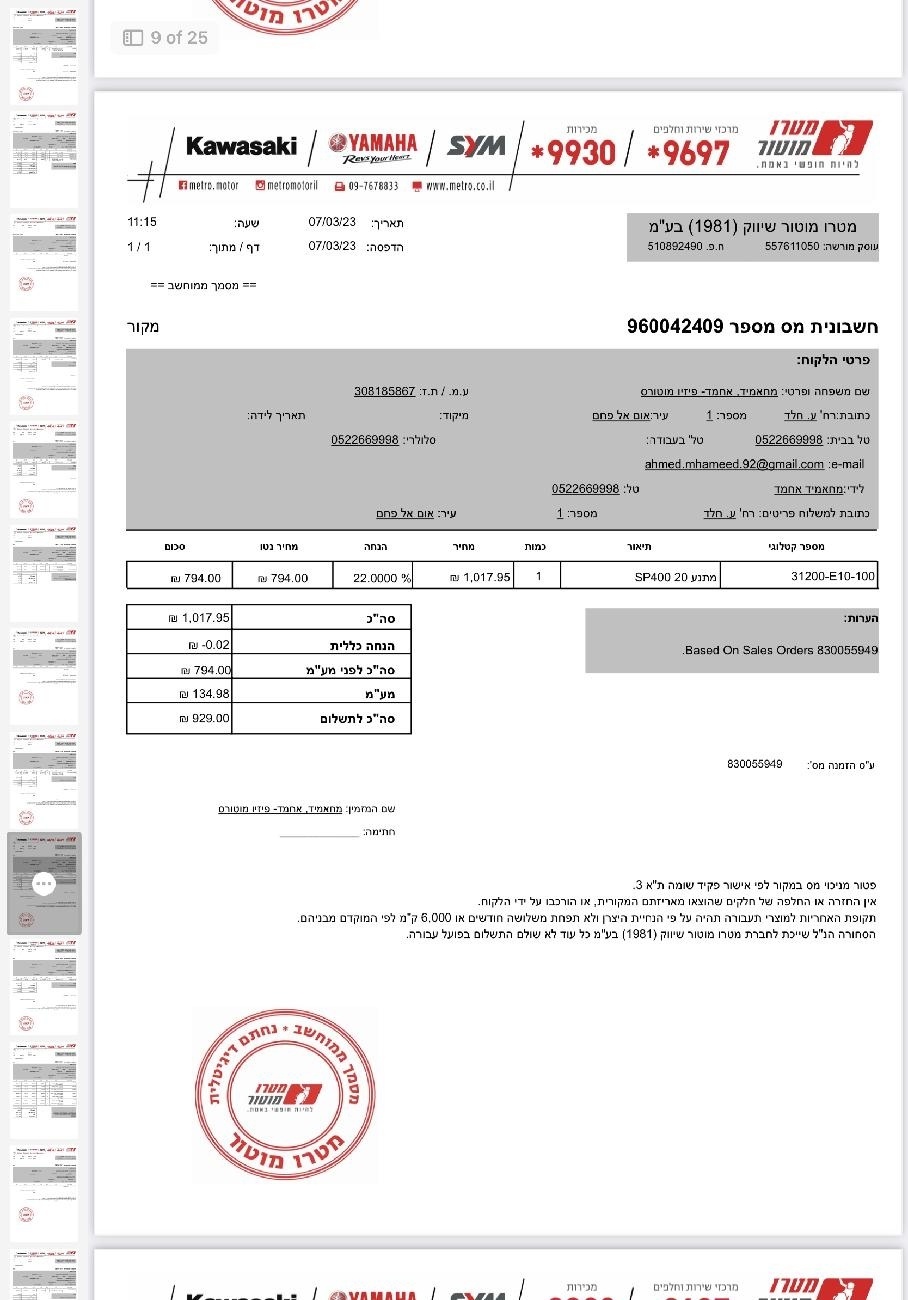 מטרו מוטור
9 of 25
Kawasaki
YAMAHA
Revs Your Heart
SYM
מכירות
*9930
מרכזי שירות וחלפים
*9697
מטרו
מוטור
להיות חופשי באמת.
metro.motor metromotoril 09-7678833 www.metro.co.il
מטרו מוטור שיווק (1981) בע"מ
עוסק מורשה: 557611050 ח.פ. 510892490
תאריך: 07/03/23 שעה: 11:15
הדפסה: 07/03/23 דף / מתוך: 1 / 1
== מסמך ממוחשב ==
חשבונית מס מספר 960042409 מקור
פרטי הלקוח:
שם משפחה ופרטי: מחאמיד, אחמד- פיזיו מוטורס ע.מ. / ת.ז: 308185867
כתובת:רח' ע. חלד מספר: 1 עיר:אום אל פחם מיקוד: תאריך לידה:
טל בבית: 0522669998 טל' בעבודה: סלולרי: 0522669998
e-mail: ahmed.mhameed.92@gmail.com
לידי:מחאמיד אחמד טל: 0522669998
כתובת למשלוח פריטים: רח' ע. חלד מספר: 1 עיר: אום אל פחם
מספר קטלוגי תיאור כמות מחיר הנחה מחיר נטו סכום
31200-E10-100 מתנע SP400 20 1 1,017.95 ₪ 22.0000 % 794.00 ₪ 794.00 ₪
סה"כ 1,017.95 ₪
הנחה כללית -0.02 ₪
סה"כ לפני מע"מ 794.00 ₪
מע"מ 134.98 ₪
סה"כ לתשלום 929.00 ₪
הערות:
Based On Sales Orders 830055949.
ע"ס הזמנה מס': 830055949
שם המזמין: מחאמיד, אחמד- פיזיו מוטורס
חתימה: ____________
פטור מניכוי מס במקור לפי אישור פקיד שומה ת"א 3.
אין החזרה או החלפה של חלקים שהוצאו מאריזתם המקורית, או הורכבו על ידי הלקוח.
תקופת האחריות למוצרי תעבורה תהיה על פי הנחיית היצרן ולא תפחת משלושה חודשים או 6,000 ק"מ לפי המוקדם מבניהם.
הסחורה הנ"ל שייכת לחברת מטרו מוטור שיווק (1981) בע"מ כל עוד לא שולם התשלום בפועל עבורה.
מסמך ממוחשב * נחתם דיגיטלית
מטרו
מוטור
להיות חופשי באמת.
מטרו מוטור
מכירות
מרכזי שירות וחלפים
מטרו
Kawasaki
YAMAHA
SYM
*9930
*9697